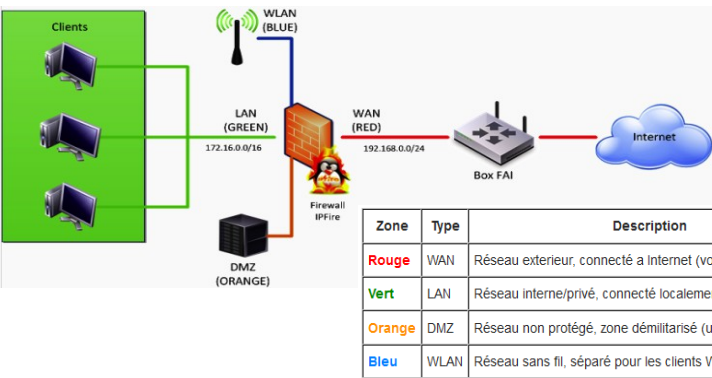 Clients
WLAN
(BLUE)
LAN
(GREEN)
172.16.0.0/16
WAN
(RED)
192.168.0.0/24
Box FAI
Internet
Firewall
IPFire
DMZ
(ORANGE)
Zone Type Description
Rouge WAN Réseau exterieur, connecté a Internet
Vert LAN Réseau interne/privé, connecté
Orange DMZ Réseau non protégé, zone démilitarisé
Bleu WLAN Réseau sans fil, séparé pour les clients